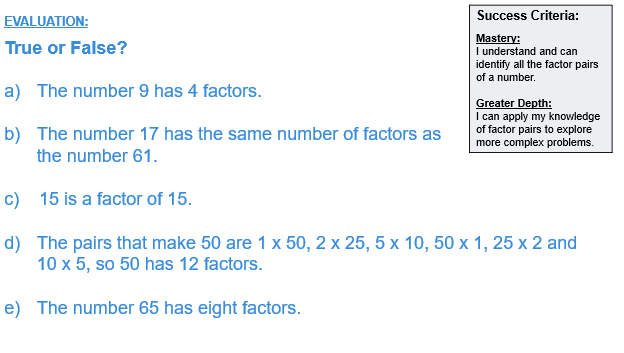 EVALUATION:
True or False?
a) The number 9 has 4 factors.
b) The number 17 has the same number of factors as
the number 61.
c) 15 is a factor of 15.
d) The pairs that make 50 are 1 x 50, 2 x 25, 5 x 10, 50 x 1, 25 x 2 and
10 x 5, so 50 has 12 factors.
e) The number 65 has eight factors.
Success Criteria:
Mastery:
I understand and can
identify all the factor pairs
of a number.
Greater Depth:
I can apply my knowledge
of factor pairs to explore
more complex problems.